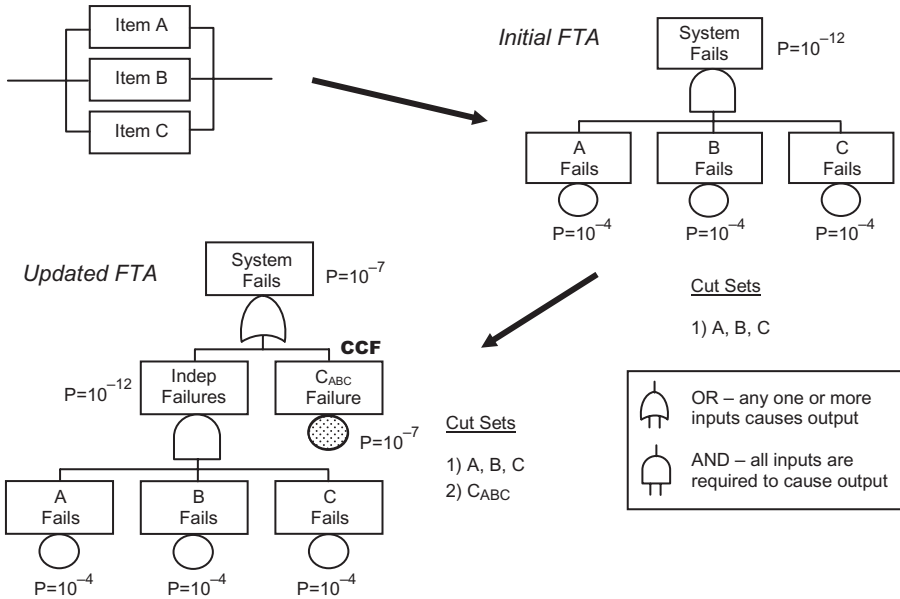 Item A
Item B
Item C
Initial FTA
System
Fails
P=10⁻¹²
A
Fails
B
Fails
C
Fails
P=10⁻⁴
P=10⁻⁴
P=10⁻⁴
Cut Sets
1) A, B, C
Updated FTA
System
Fails
P=10⁻⁷
CCF
P=10⁻¹²
Indep
Failures
C_ABC
Failure
P=10⁻⁷
Cut Sets
1) A, B, C
2) C_ABC
A
Fails
B
Fails
C
Fails
P=10⁻⁴
P=10⁻⁴
P=10⁻⁴
OR – any one or more
inputs causes output
AND – all inputs are
required to cause output